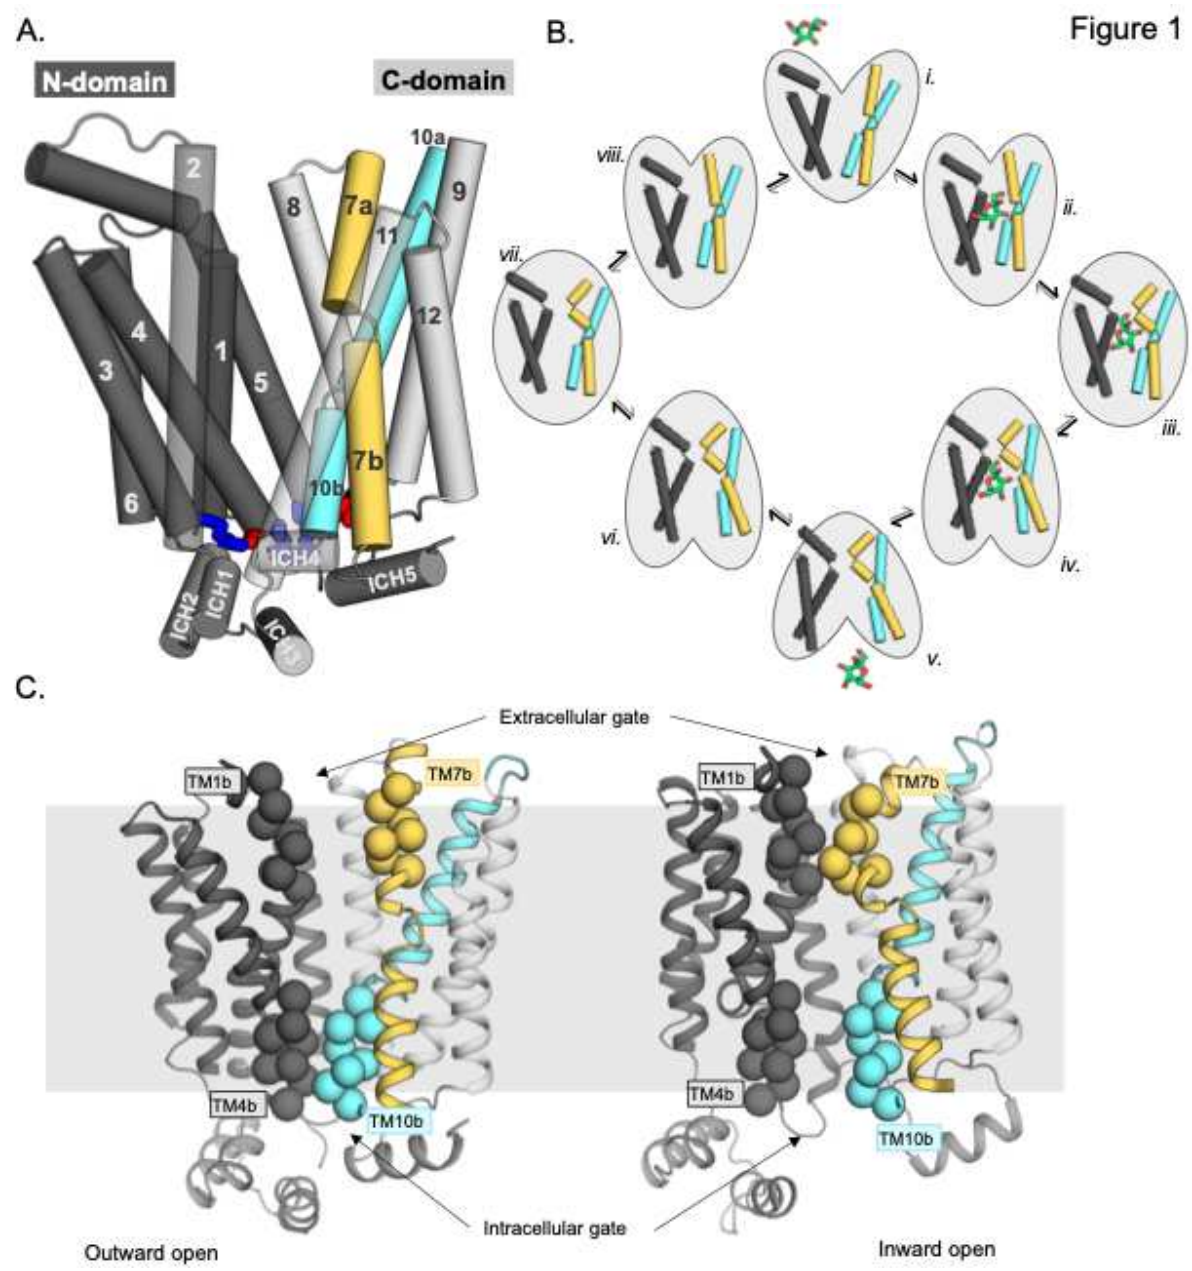 A.
B.
Figure 1
N-domain
C-domain
10a
2
8
7a
9
11
12
4
1
3
5
7b
10b
6
ICH4
ICH5
ICH2
ICH1
i.
viii.
ii.
vii.
iii.
vi.
iv.
v.
C.
Extracellular gate
TM1b
TM7b
TM1b
TM7b
TM4b
TM10b
TM4b
TM10b
Intracellular gate
Outward open
Inward open